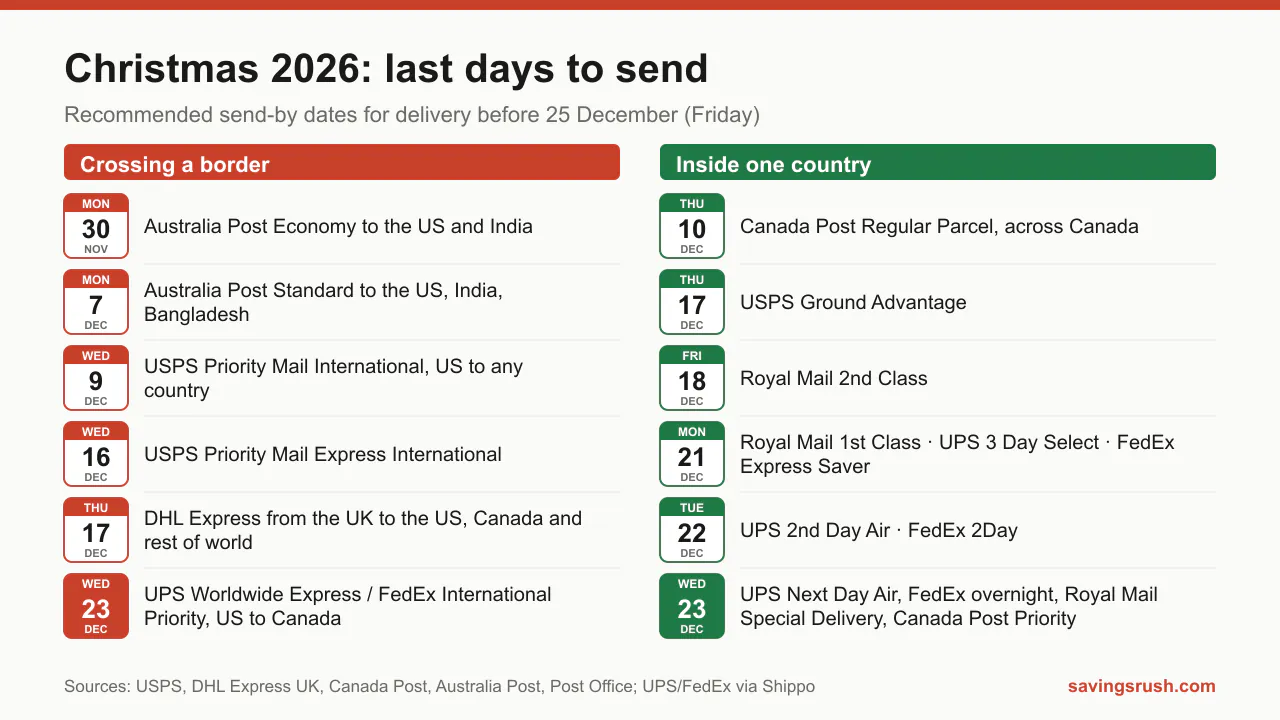 Christmas 2026: last days to send
Recommended send-by dates for delivery before 25 December (Friday)
Crossing a border
MON
30
NOV
Australia Post Economy to the US and India
MON
7
DEC
Australia Post Standard to the US, India,
Bangladesh
WED
9
DEC
USPS Priority Mail International, US to any
country
WED
16
DEC
USPS Priority Mail Express International
THU
17
DEC
DHL Express from the UK to the US, Canada and
rest of world
WED
23
DEC
UPS Worldwide Express / FedEx International
Priority, US to Canada
Inside one country
THU
10
DEC
Canada Post Regular Parcel, across Canada
THU
17
DEC
USPS Ground Advantage
FRI
18
DEC
Royal Mail 2nd Class
MON
21
DEC
Royal Mail 1st Class · UPS 3 Day Select · FedEx
Express Saver
TUE
22
DEC
UPS 2nd Day Air · FedEx 2Day
WED
23
DEC
UPS Next Day Air, FedEx overnight, Royal Mail
Special Delivery, Canada Post Priority
Sources: USPS, DHL Express UK, Canada Post, Australia Post, Post Office; UPS/FedEx via Shippo
savingsrush.com